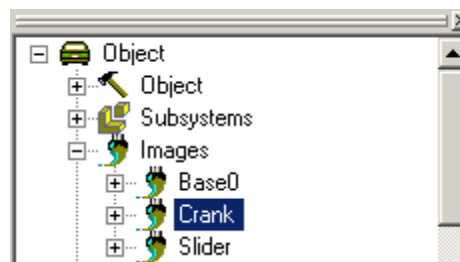 Object
Object
Subsystems
Images
Base0
Crank
Slider